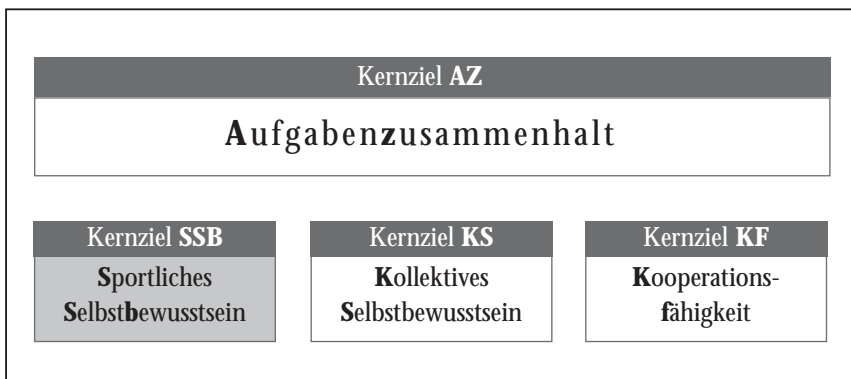 Kernziel AZ
Aufgabenzusammenhalt
Kernziel SSB
Sportliches
Selbstbewusstsein
Kernziel KS
Kollektives
Selbstbewusstsein
Kernziel KF
Kooperations-
fähigkeit